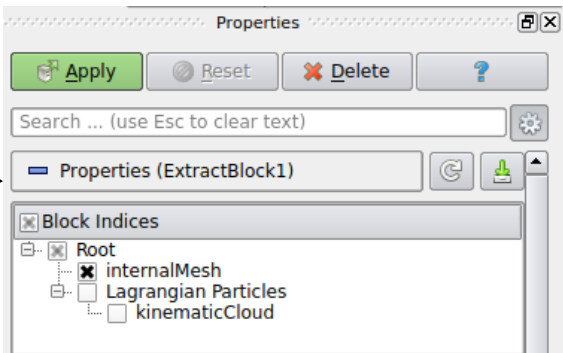 Properties
Apply Reset Delete ?
Search ... (use Esc to clear text)
Properties (ExtractBlock1)
Block Indices
Root
internalMesh
Lagrangian Particles
kinematicCloud